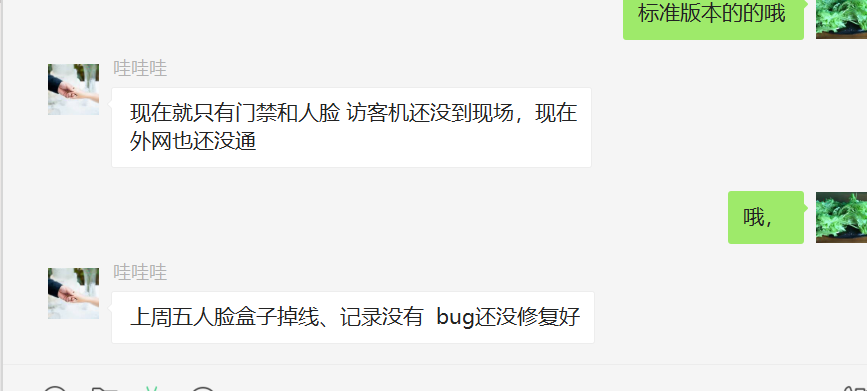 标准版本的的哦
哇哇哇
现在就只有门禁和人脸 访客机还没到现场，现在
外网也还没通
哦，
哇哇哇
上周五人脸盒子掉线、记录没有 bug还没修复好